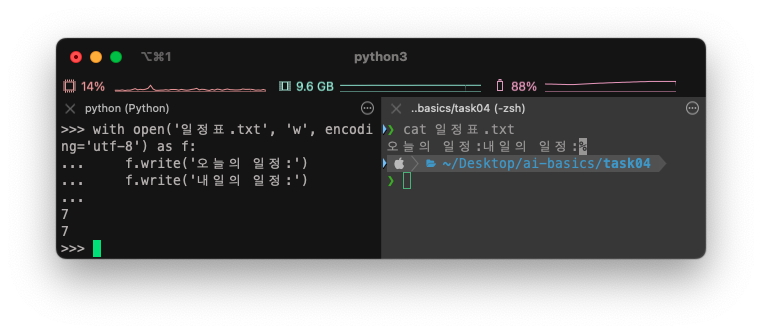 ⌥⌘1
python3
14%
9.6 GB
88%
python (Python)
>>> with open('일정표.txt', 'w', encodi
ng='utf-8') as f:
...     f.write('오늘의 일정:')
...     f.write('내일의 일정:')
...
7
7
>>>
..basics/task04 (-zsh)
❯ cat 일정표.txt
오늘의 일정:내일의 일정:%
~/Desktop/ai-basics/task04
❯